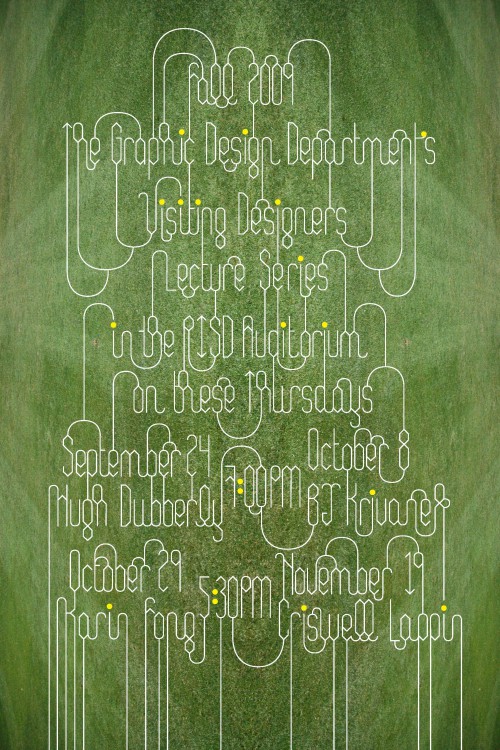 Fall 2009
The Graphic Design Department's
Visiting Designers
Lecture Series
in the RISD Auditorium
on these Thursdays
September 24
October 8
7:00PM
Hugh Dubberly
BJ Krivanek
October 29
November 19
5:30PM
Karin Fong
Criswell Lappin